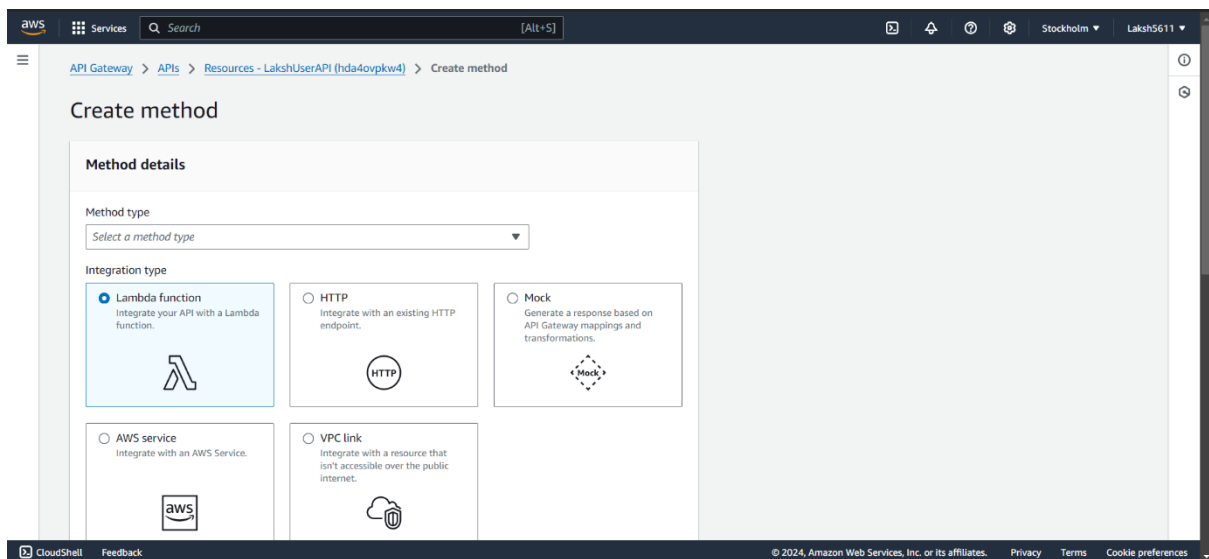 aws Services Search [Alt+S] Stockholm Laksh5611
API Gateway > APIs > Resources - LakshUserAPI (hda4ovpkw4) > Create method
Create method
Method details
Method type
Select a method type
Integration type
Lambda function
Integrate your API with a Lambda
function.
HTTP
Integrate with an existing HTTP
endpoint.
HTTP
Mock
Generate a response based on
API Gateway mappings and
transformations.
Mock
AWS service
Integrate with an AWS Service.
aws
VPC link
Integrate with a resource that
isn't accessible over the public
internet.
CloudShell Feedback © 2024, Amazon Web Services, Inc. or its affiliates. Privacy Terms Cookie preferences